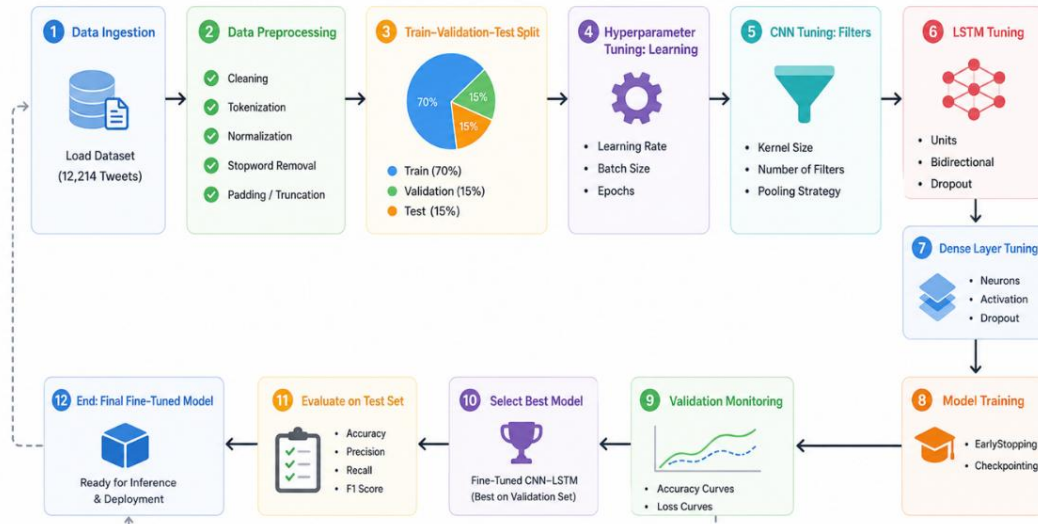 1 Data Ingestion
Load Dataset
(12,214 Tweets)
2 Data Preprocessing
Cleaning
Tokenization
Normalization
Stopword Removal
Padding / Truncation
3 Train–Validation–Test Split
70%
15%
15%
Train (70%)
Validation (15%)
Test (15%)
4 Hyperparameter
Tuning: Learning
• Learning Rate
• Batch Size
• Epochs
5 CNN Tuning: Filters
• Kernel Size
• Number of Filters
• Pooling Strategy
6 LSTM Tuning
• Units
• Bidirectional
• Dropout
7 Dense Layer Tuning
• Neurons
• Activation
• Dropout
8 Model Training
• EarlyStopping
• Checkpointing
9 Validation Monitoring
• Accuracy Curves
• Loss Curves
10 Select Best Model
Fine-Tuned CNN–LSTM
(Best on Validation Set)
11 Evaluate on Test Set
• Accuracy
• Precision
• Recall
• F1 Score
12 End: Final Fine-Tuned Model
Ready for Inference
& Deployment